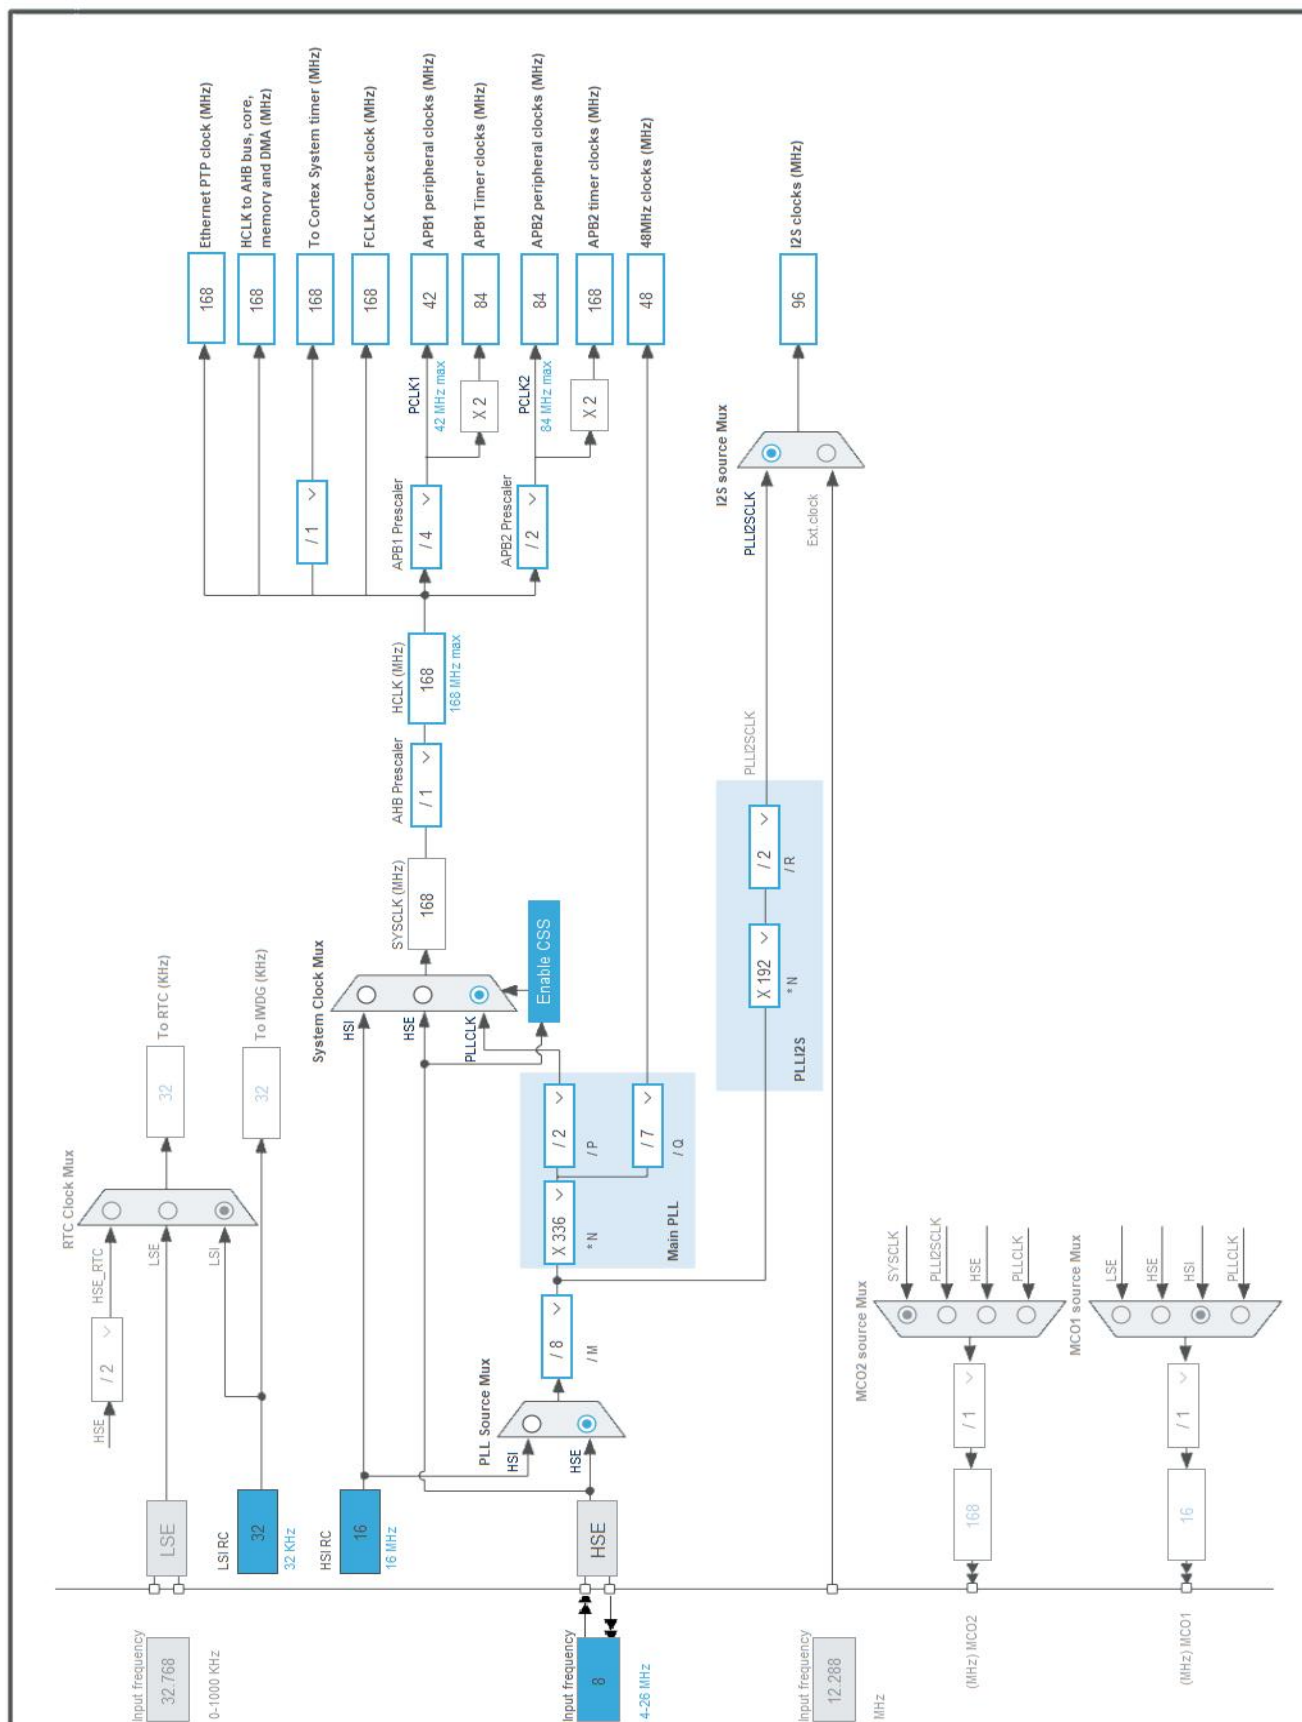 Input frequency
32.768
0-1000 KHz
LSE
LSI RC
32
32 KHz
HSI RC
16
16 MHz
Input frequency
8
4-26 MHz
HSE
Input frequency
12.288
MHz
HSE
/ 2
HSE_RTC
LSE
LSI
RTC Clock Mux
32
To RTC (KHz)
32
To IWDG (KHz)
PLL Source Mux
HSI
HSE
/ 8
/ M
X 336
* N
/ 2
/ P
/ 7
/ Q
Main PLL
System Clock Mux
HSI
HSE
PLLCLK
Enable CSS
SYSCLK (MHz)
168
AHB Prescaler
/ 1
HCLK (MHz)
168
168 MHz max
/ 1
APB1 Prescaler
/ 4
PCLK1
42 MHz max
X 2
APB2 Prescaler
/ 2
PCLK2
84 MHz max
X 2
168
Ethernet PTP clock (MHz)
168
HCLK to AHB bus, core,
memory and DMA (MHz)
168
To Cortex System timer (MHz)
168
FCLK Cortex clock (MHz)
42
APB1 peripheral clocks (MHz)
84
APB1 Timer clocks (MHz)
84
APB2 peripheral clocks (MHz)
168
APB2 timer clocks (MHz)
48
48MHz clocks (MHz)
X 192
* N
/ 2
/ R
PLLI2S
PLLI2SCLK
I2S source Mux
PLLI2SCLK
Ext.clock
96
I2S clocks (MHz)
(MHz) MCO2
168
/ 1
MCO2 source Mux
SYSCLK
PLLI2SCLK
HSE
PLLCLK
(MHz) MCO1
16
/ 1
MCO1 source Mux
LSE
HSE
HSI
PLLCLK